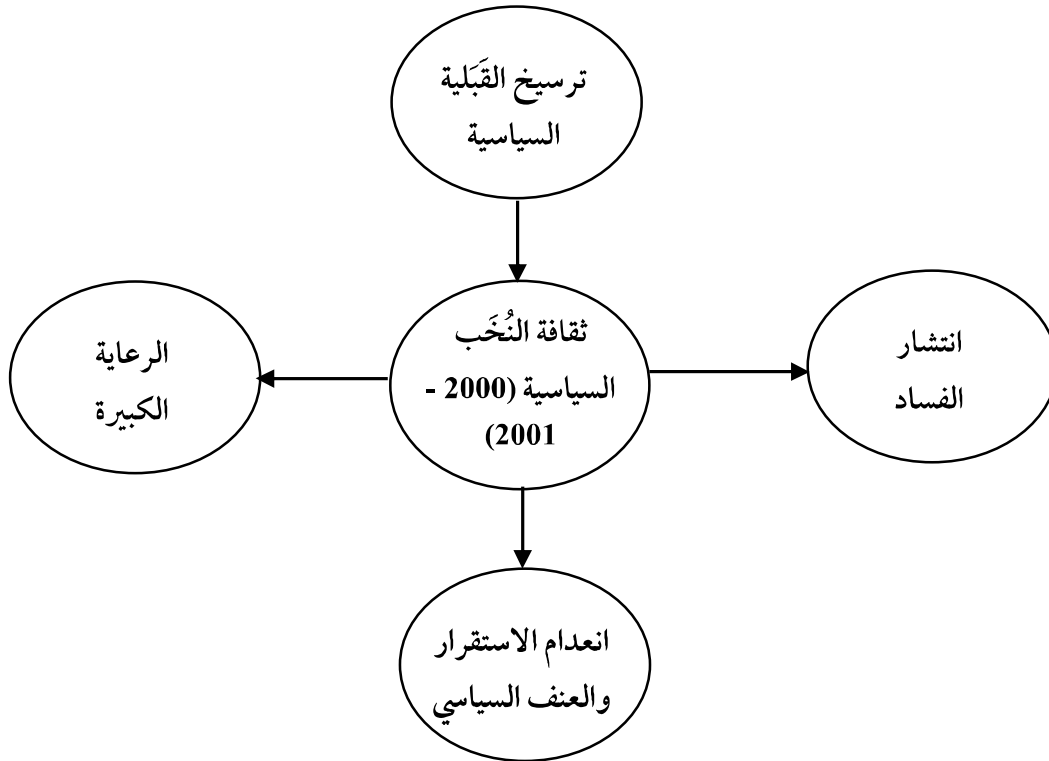 ترسيخ القَبَلية
السياسية
ثقافة النُخَب
السياسية (2000 -
2001)
انتشار
الفساد
الرعاية
الكبيرة
انعدام الاستقرار
والعنف السياسي